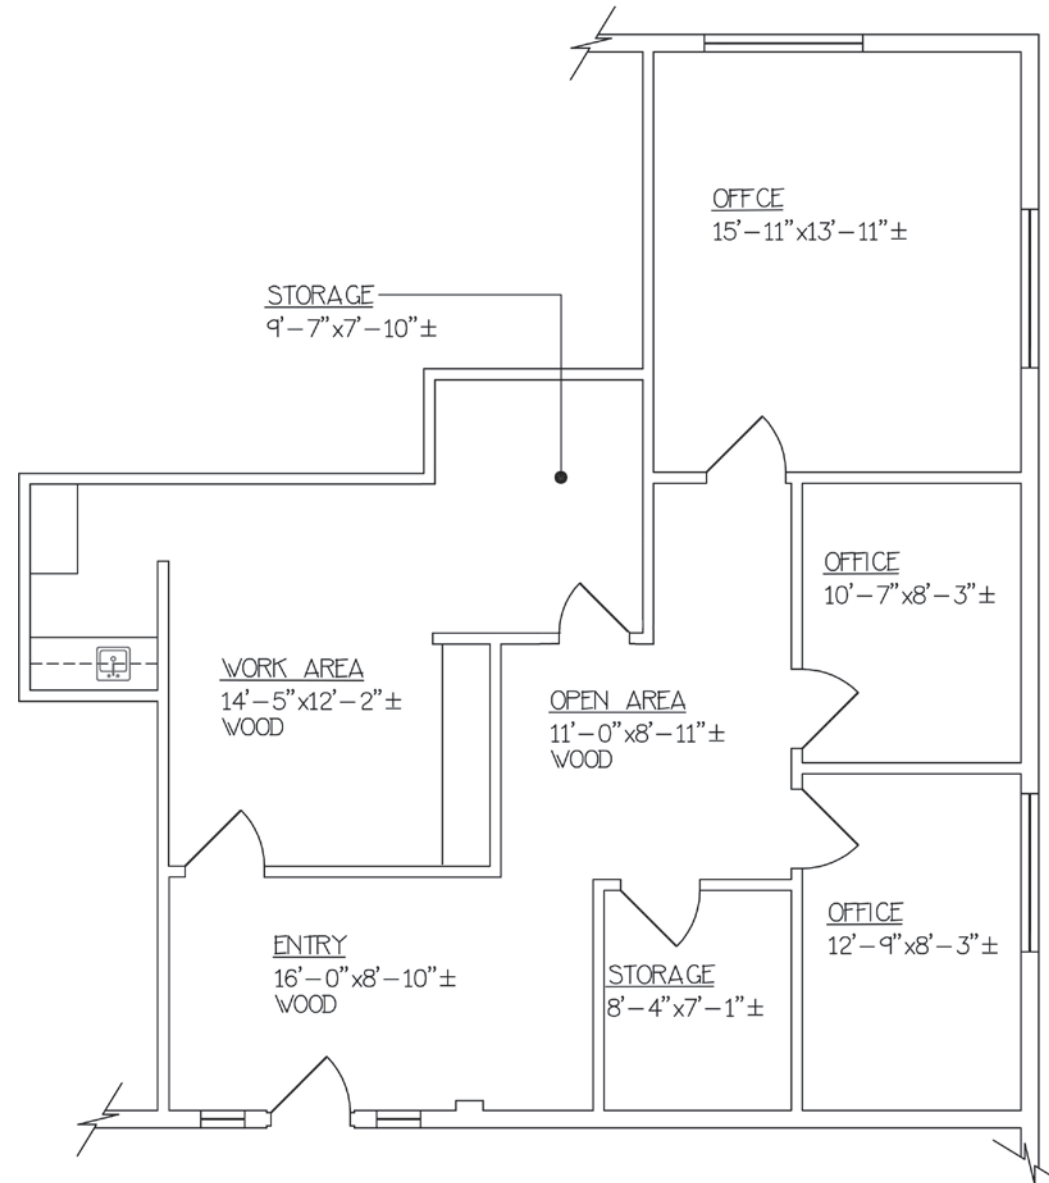 OFFCE
15’-11”x13’-11”±
STORAGE
9’-7”x7’-10”±
OFFICE
10’-7”x8’-3”±
WORK AREA
14’-5”x12’-2”±
WOOD
OPEN AREA
11’-0”x8’-11”±
WOOD
OFFICE
12’-9”x8’-3”±
ENTRY
16’-0”x8’-10”±
WOOD
STORAGE
8’-4”x7’-1”±